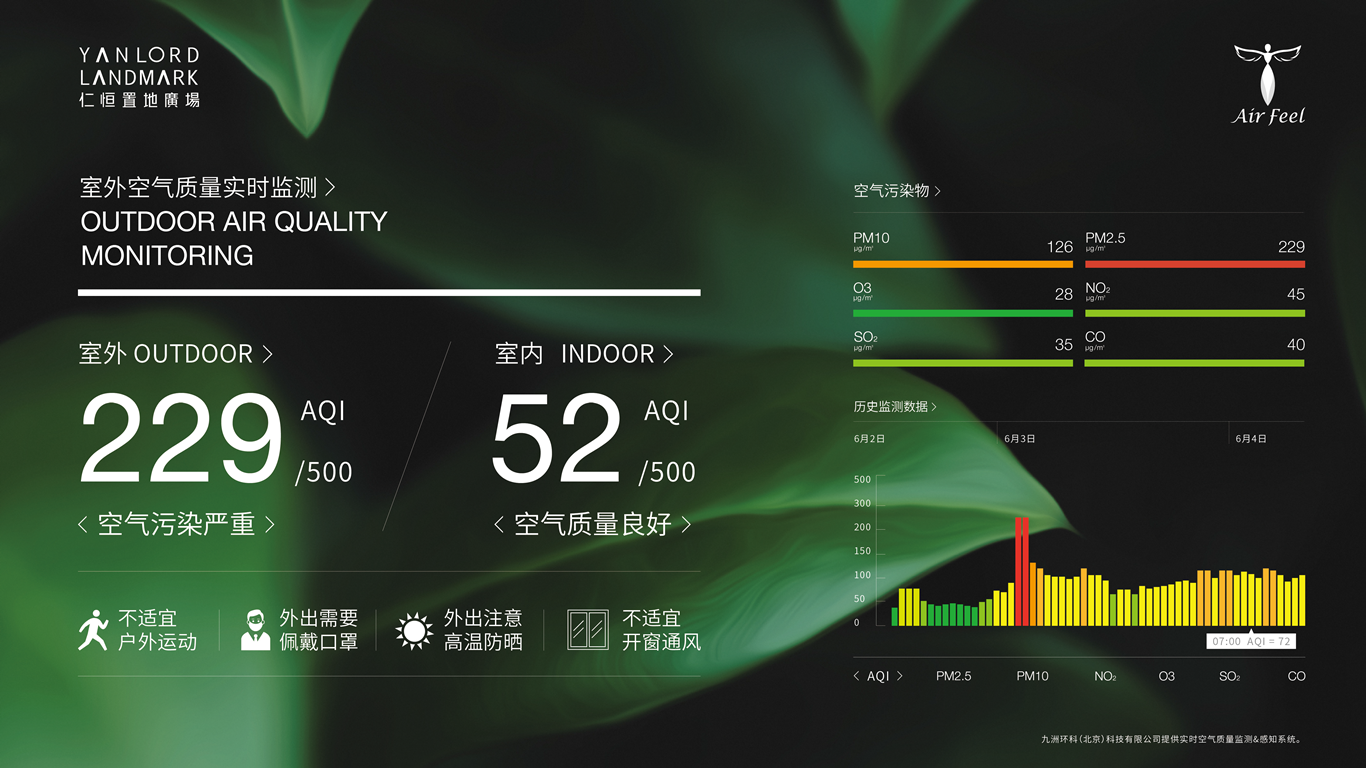 YANLORD
LANDMARK
仁恒置地廣場
Air Feel
室外空气质量实时监测
OUTDOOR AIR QUALITY
MONITORING
室外 OUTDOOR
229 AQI
/500
空气污染严重
室内 INDOOR
52 AQI
/500
空气质量良好
不适宜
户外运动
外出需要
佩戴口罩
外出注意
高温防晒
不适宜
开窗通风
空气污染物
PM10 126
µg/m³
PM2.5 229
µg/m³
O3 28
µg/m³
NO₂ 45
µg/m³
SO₂ 35
µg/m³
CO 40
µg/m³
历史监测数据
6月2日 6月3日 6月4日
500
300
200
150
100
50
0
07:00 AQI = 72
AQI PM2.5 PM10 NO₂ O3 SO₂ CO
九洲环科(北京)科技有限公司提供实时空气质量监测&感知系统。